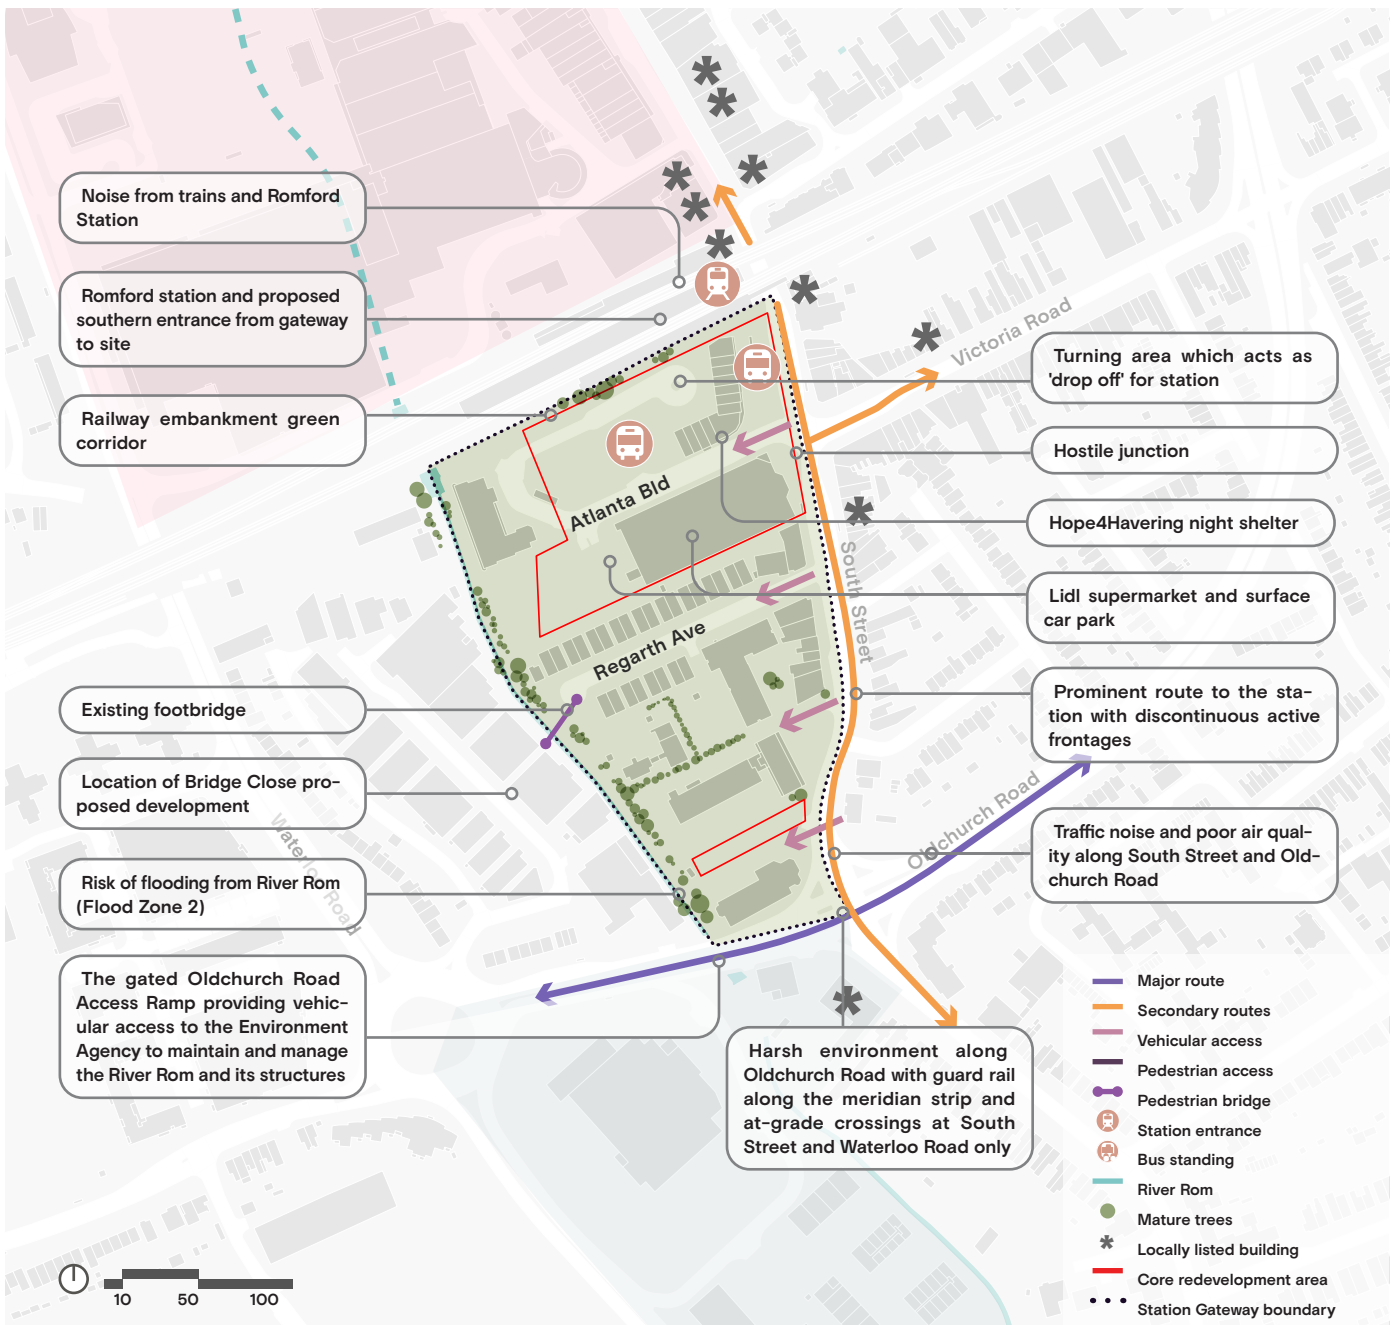 Noise from trains and Romford
Station
Romford station and proposed
southern entrance from gateway
to site
Railway embankment green
corridor
Existing footbridge
Location of Bridge Close pro-
posed development
Risk of flooding from River Rom
(Flood Zone 2)
The gated Oldchurch Road
Access Ramp providing vehic-
ular access to the Environment
Agency to maintain and manage
the River Rom and its structures
Waterloo Road
Atlanta Bld
Regarth Ave
South Street
Victoria Road
Oldchurch Road
Turning area which acts as
'drop off' for station
Hostile junction
Hope4Havering night shelter
Lidl supermarket and surface
car park
Prominent route to the sta-
tion with discontinuous active
frontages
Traffic noise and poor air qual-
ity along South Street and Old-
church Road
Harsh environment along
Oldchurch Road with guard rail
along the meridian strip and
at-grade crossings at South
Street and Waterloo Road only
Major route
Secondary routes
Vehicular access
Pedestrian access
Pedestrian bridge
Station entrance
Bus standing
River Rom
Mature trees
Locally listed building
Core redevelopment area
Station Gateway boundary
10 50 100